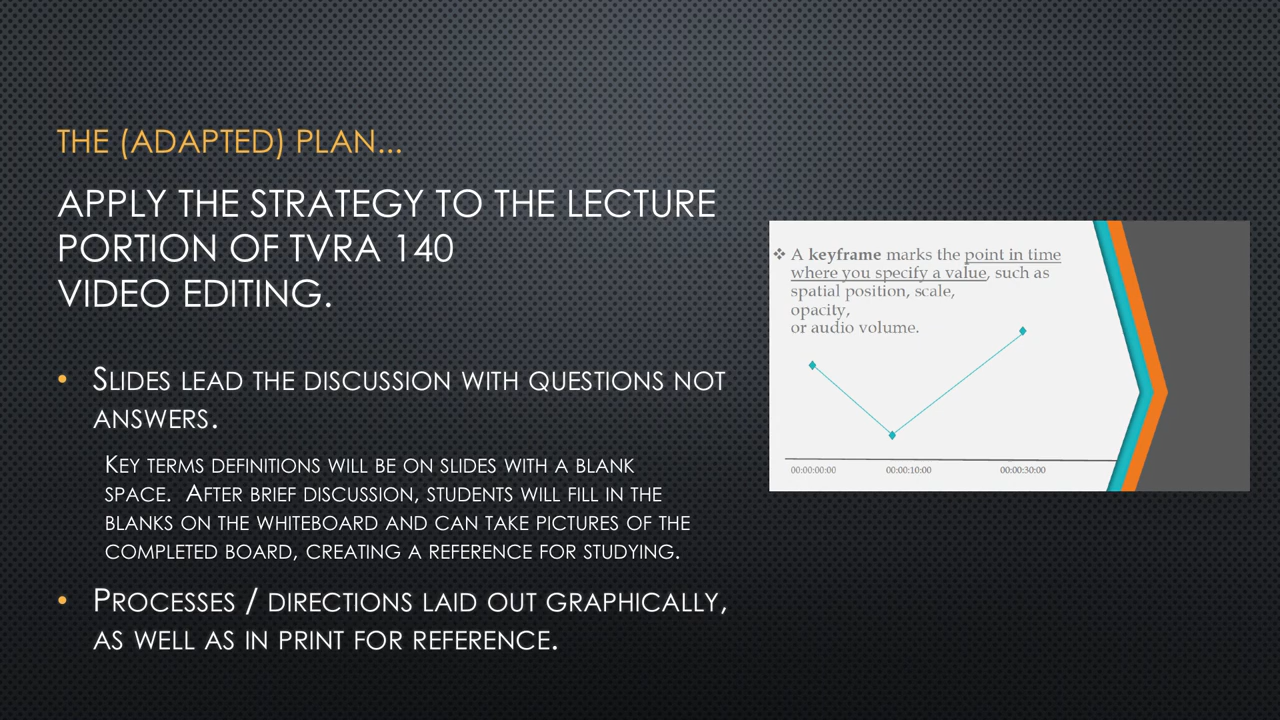 THE (ADAPTED) PLAN...
APPLY THE STRATEGY TO THE LECTURE
PORTION OF TVRA 140
VIDEO EDITING.
• SLIDES LEAD THE DISCUSSION WITH QUESTIONS NOT
ANSWERS.
KEY TERMS DEFINITIONS WILL BE ON SLIDES WITH A BLANK
SPACE. AFTER BRIEF DISCUSSION, STUDENTS WILL FILL IN THE
BLANKS ON THE WHITEBOARD AND CAN TAKE PICTURES OF THE
COMPLETED BOARD, CREATING A REFERENCE FOR STUDYING.
• PROCESSES / DIRECTIONS LAID OUT GRAPHICALLY,
AS WELL AS IN PRINT FOR REFERENCE.
❖ A keyframe marks the point in time
where you specify a value, such as
spatial position, scale,
opacity,
or audio volume.
00:00:00:00 00:00:10:00 00:00:30:00